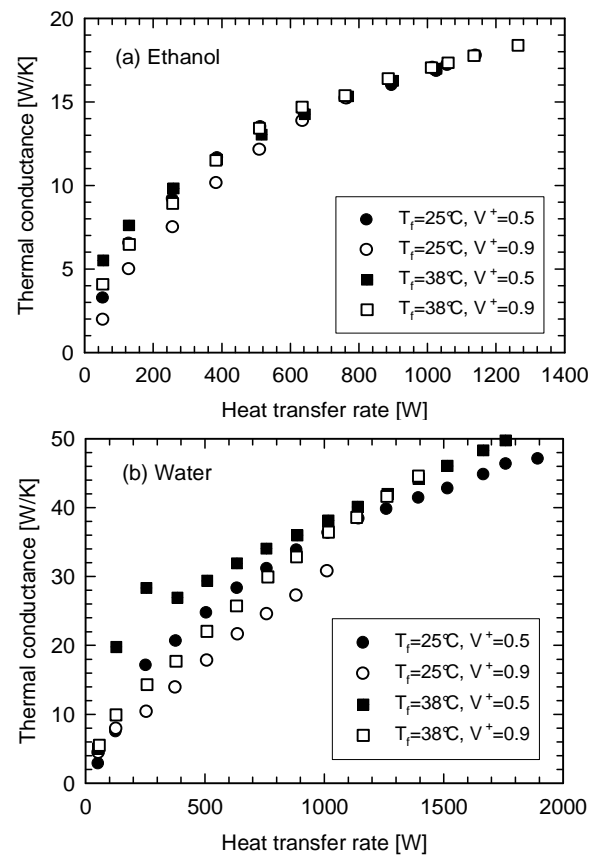 20
(a) Ethanol
15
10
5
0
Thermal conductance [W/K]
T_f=25°C, V⁺=0.5
T_f=25°C, V⁺=0.9
T_f=38°C, V⁺=0.5
T_f=38°C, V⁺=0.9
0 200 400 600 800 1000 1200 1400
Heat transfer rate [W]
50
(b) Water
40
30
20
10
0
Thermal conductance [W/K]
T_f=25°C, V⁺=0.5
T_f=25°C, V⁺=0.9
T_f=38°C, V⁺=0.5
T_f=38°C, V⁺=0.9
0 500 1000 1500 2000
Heat transfer rate [W]